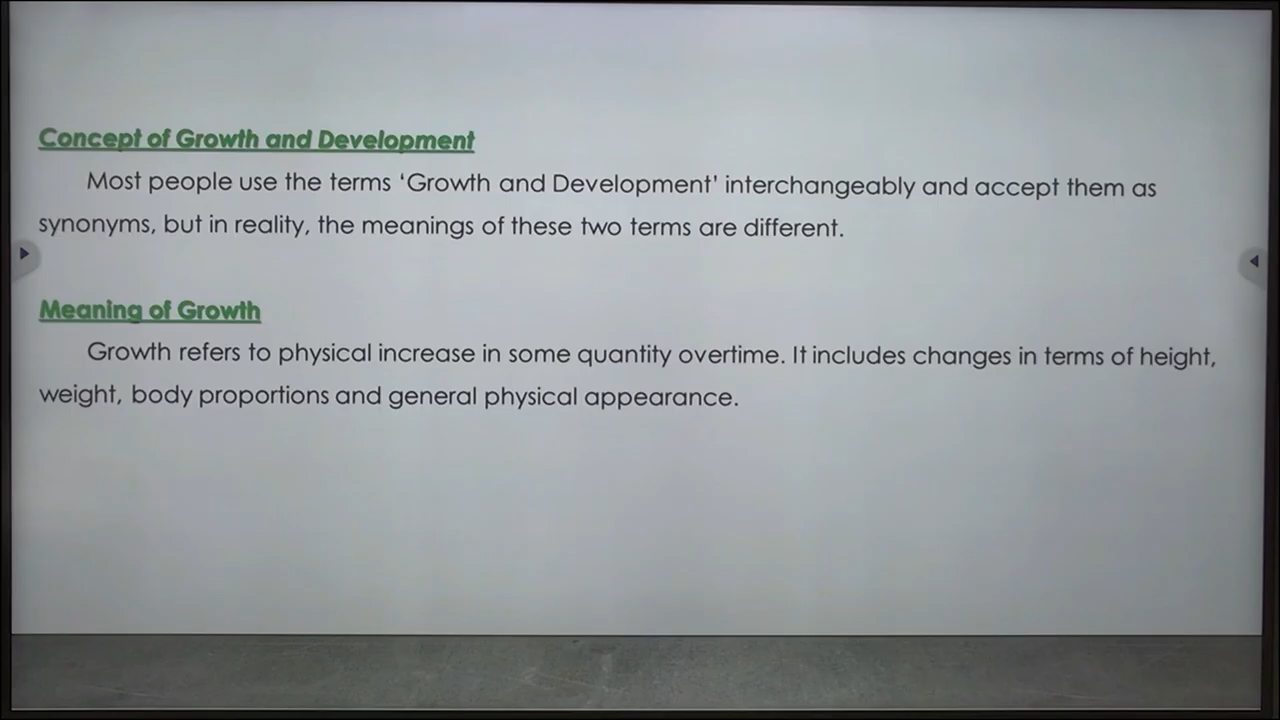 Concept of Growth and Development
Most people use the terms ‘Growth and Development’ interchangeably and accept them as
synonyms, but in reality, the meanings of these two terms are different.
Meaning of Growth
Growth refers to physical increase in some quantity overtime. It includes changes in terms of height,
weight, body proportions and general physical appearance.